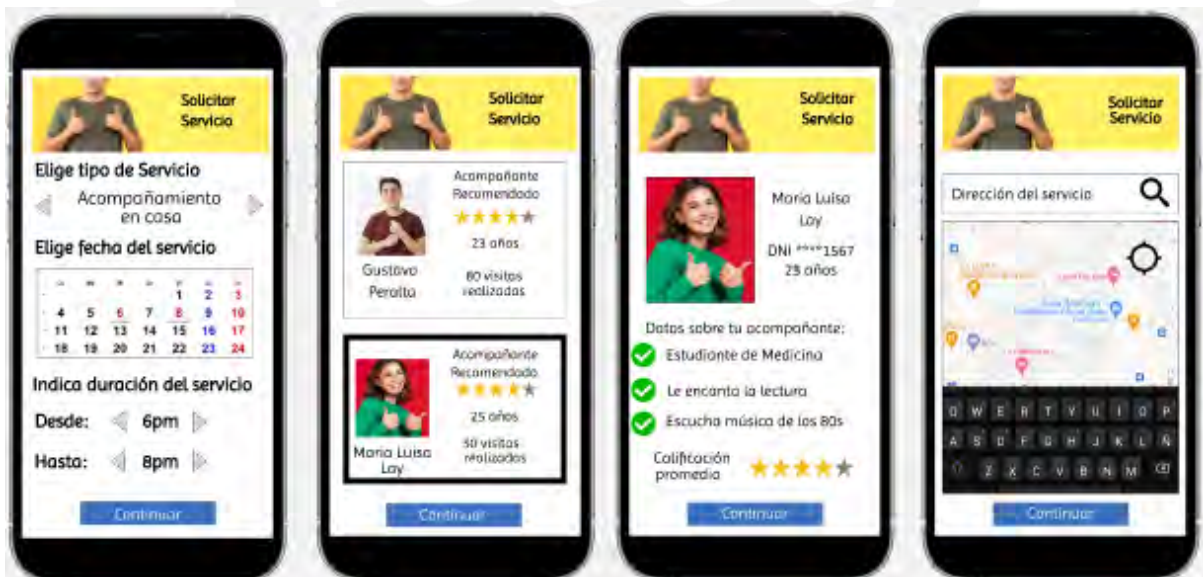 Solicitar
Servicio
Elige tipo de Servicio
Acompañamiento
en casa
Elige fecha del servicio
1 2 3
4 5 6 7 8 9 10
11 12 13 14 15 16 17
18 19 20 21 22 23 24
Indica duración del servicio
Desde: 6pm
Hasta: 8pm
Continuar
Solicitar
Servicio
Acompañante
Recomendado
23 años
Gustavo
Peralta
80 visitas
realizadas
Acompañante
Recomendado
25 años
Maria Luisa
Lay
50 visitas
realizadas
Continuar
Solicitar
Servicio
Maria Luisa
Lay
DNI ****1567
25 años
Datos sobre tu acompañante:
Estudiante de Medicina
Le encanta la lectura
Escucha música de los 80s
Calificación
promedio
Continuar
Solicitar
Servicio
Dirección del servicio
Q W E R T Y U I O P
A S D F G H J K L Ñ
Z X C V B N M
Continuar